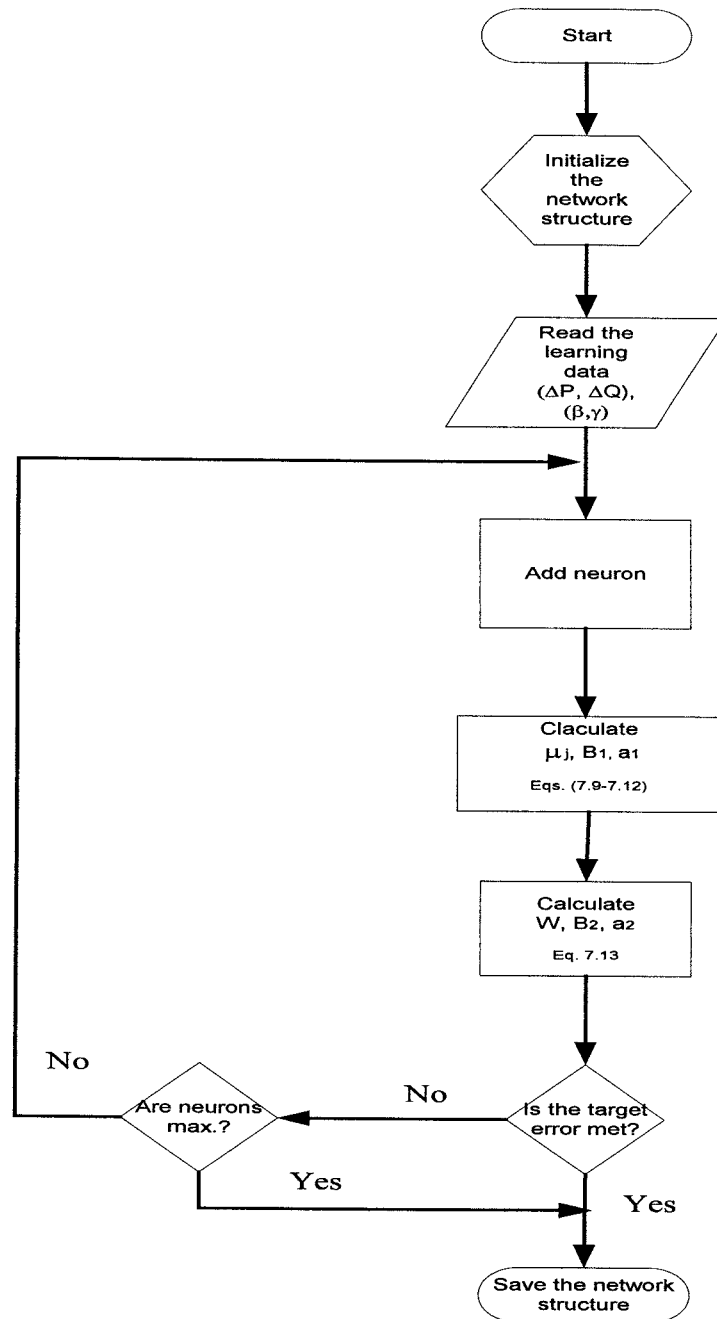 Start
Initialize
the
network
structure
Read the
learning
data
(ΔP, ΔQ),
(β,γ)
Add neuron
Claculate
μj, B1, a1
Eqs. (7.9-7.12)
Calculate
W, B2, a2
Eq. 7.13
No
Are neurons
max.?
No
Is the target
error met?
Yes
Yes
Save the network
structure